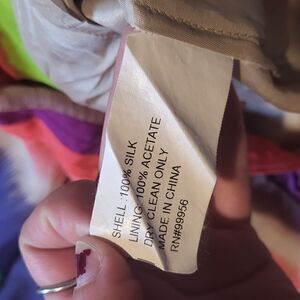 SHELL: 100% SILK
LINING: 100% ACETATE
DRY CLEAN ONLY
MADE IN CHINA
RN#99956